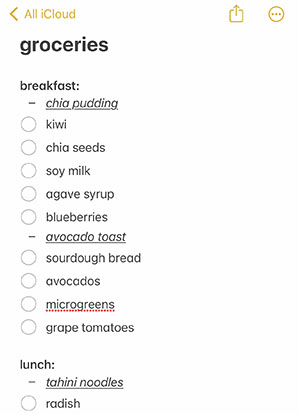 All iCloud
groceries
breakfast:
– chia pudding
kiwi
chia seeds
soy milk
agave syrup
blueberries
– avocado toast
sourdough bread
avocados
microgreens
grape tomatoes
lunch:
– tahini noodles
radish